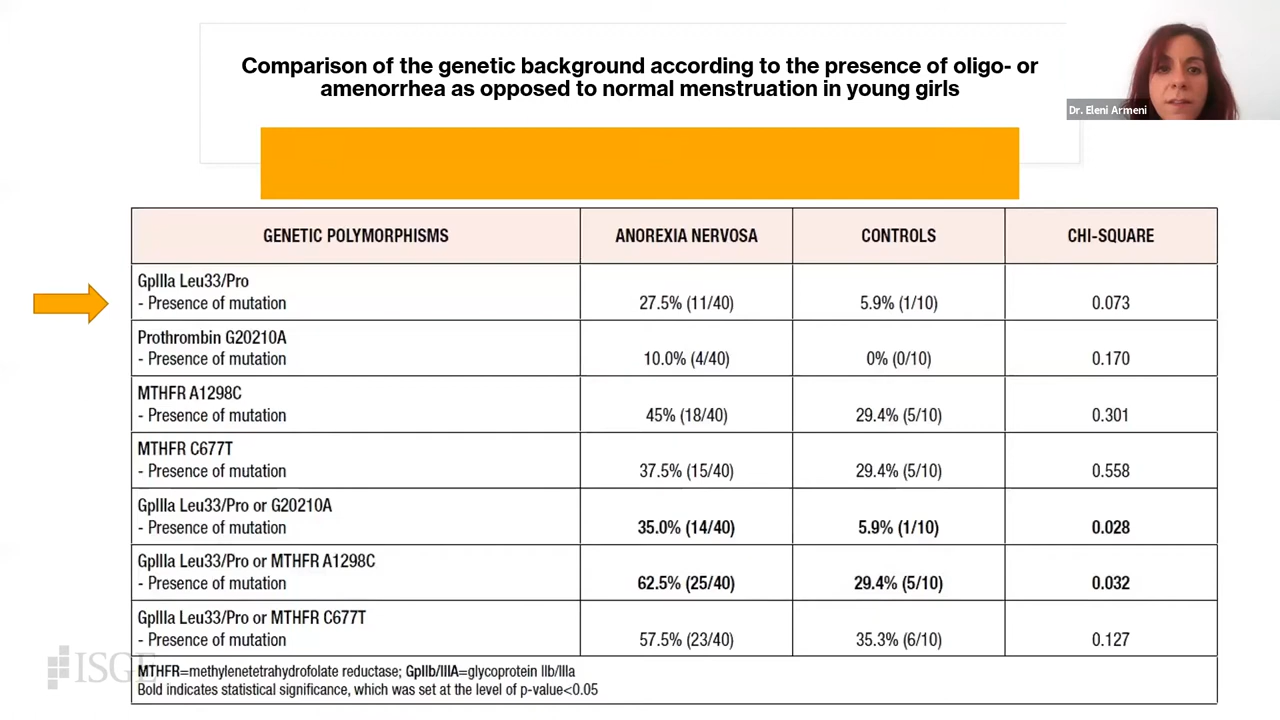 Comparison of the genetic background according to the presence of oligo- or
amenorrhea as opposed to normal menstruation in young girls
Dr. Eleni Armeni
GENETIC POLYMORPHISMS ANOREXIA NERVOSA CONTROLS CHI-SQUARE
GpIIIa Leu33/Pro
- Presence of mutation 27.5% (11/40) 5.9% (1/10) 0.073
Prothrombin G20210A
- Presence of mutation 10.0% (4/40) 0% (0/10) 0.170
MTHFR A1298C
- Presence of mutation 45% (18/40) 29.4% (5/10) 0.301
MTHFR C677T
- Presence of mutation 37.5% (15/40) 29.4% (5/10) 0.558
GpIIIa Leu33/Pro or G20210A
- Presence of mutation 35.0% (14/40) 5.9% (1/10) 0.028
GpIIIa Leu33/Pro or MTHFR A1298C
- Presence of mutation 62.5% (25/40) 29.4% (5/10) 0.032
GpIIIa Leu33/Pro or MTHFR C677T
- Presence of mutation 57.5% (23/40) 35.3% (6/10) 0.127
ISGE
MTHFR=methylenetetrahydrofolate reductase; GpIIb/IIIA=glycoprotein IIb/IIIa
Bold indicates statistical significance, which was set at the level of p-value<0.05